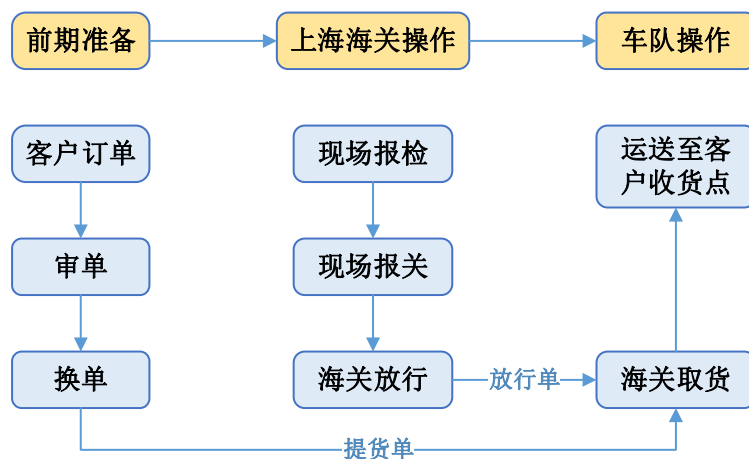 前期准备
上海海关操作
车队操作
客户订单
现场报检
运送至客
户收货点
审单
现场报关
换单
海关放行
放行单
海关取货
提货单